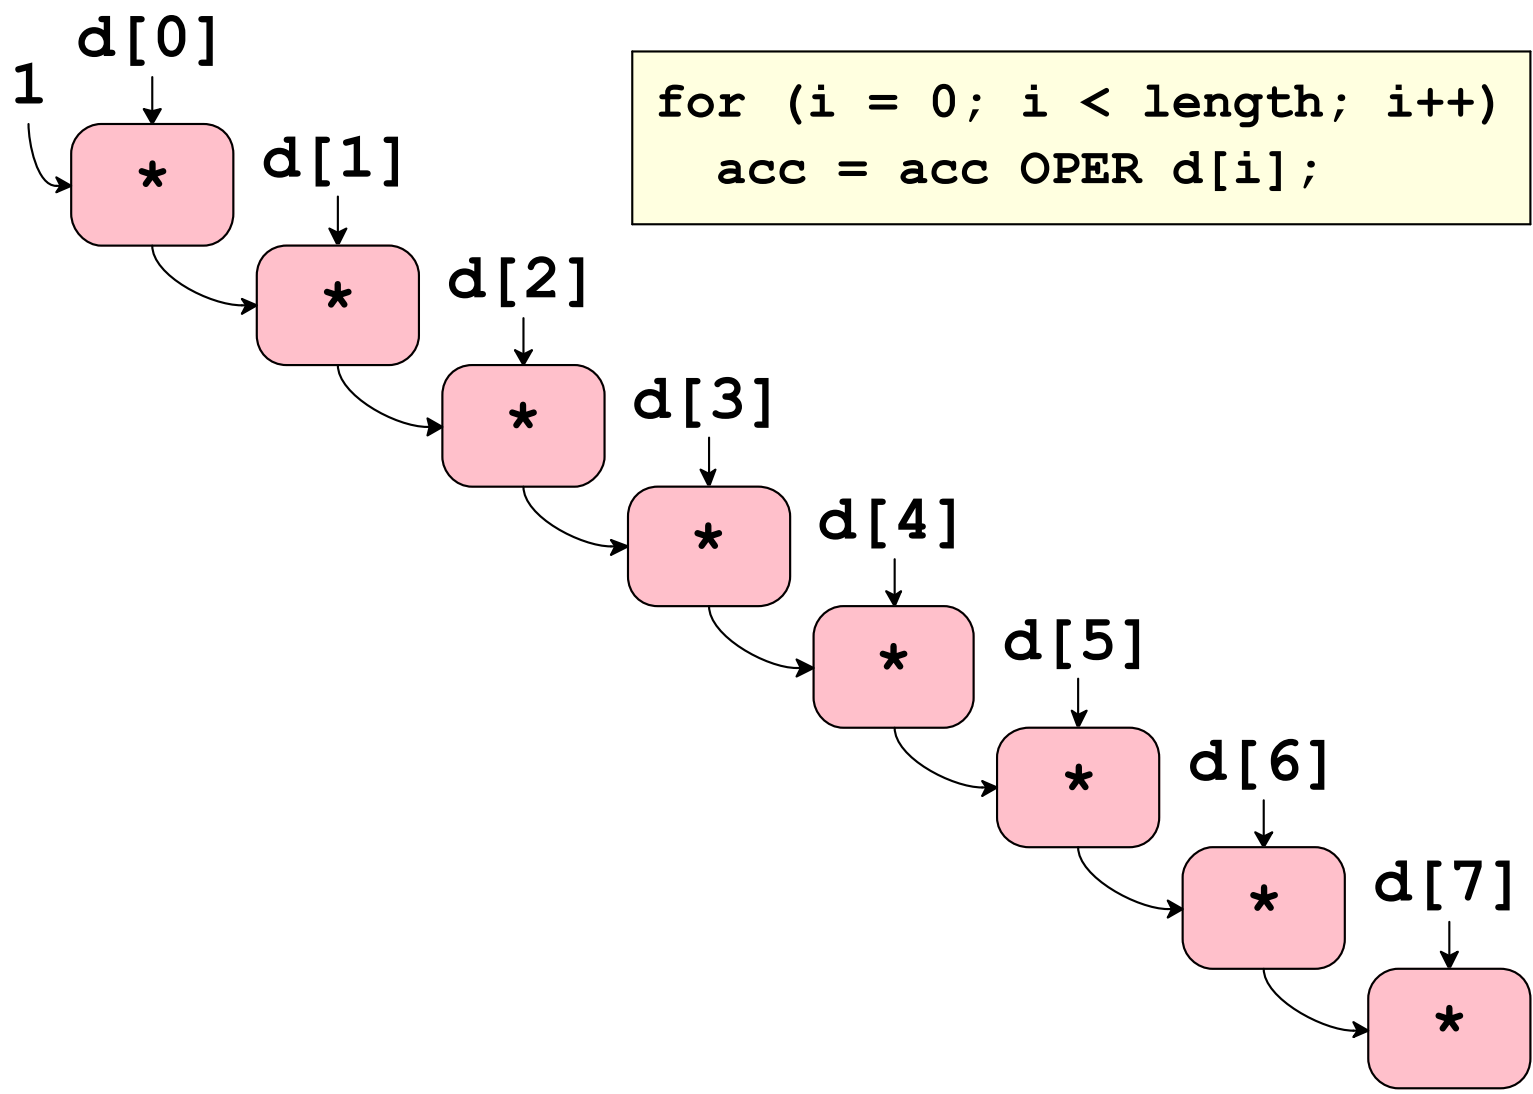 d[0]
1
for (i = 0; i < length; i++)
  acc = acc OPER d[i];
*
d[1]
*
d[2]
*
d[3]
*
d[4]
*
d[5]
*
d[6]
*
d[7]
*